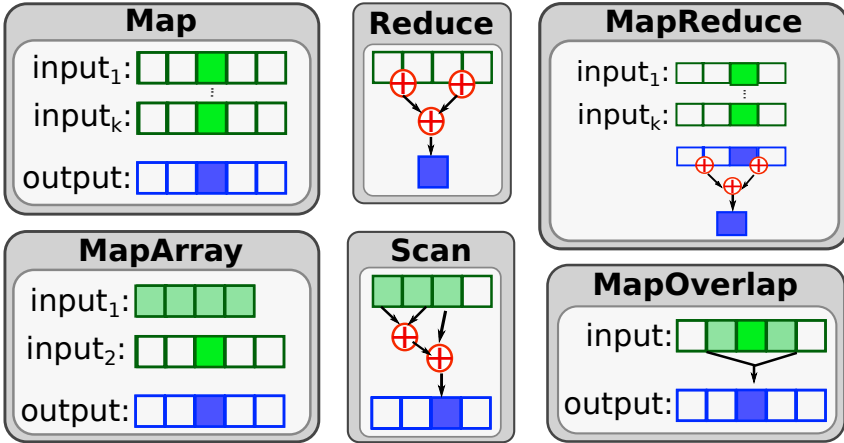 Map
input₁:
⋮
inputₖ:
output:
Reduce
MapReduce
input₁:
⋮
inputₖ:
MapArray
input₁:
input₂:
output:
Scan
MapOverlap
input:
output: